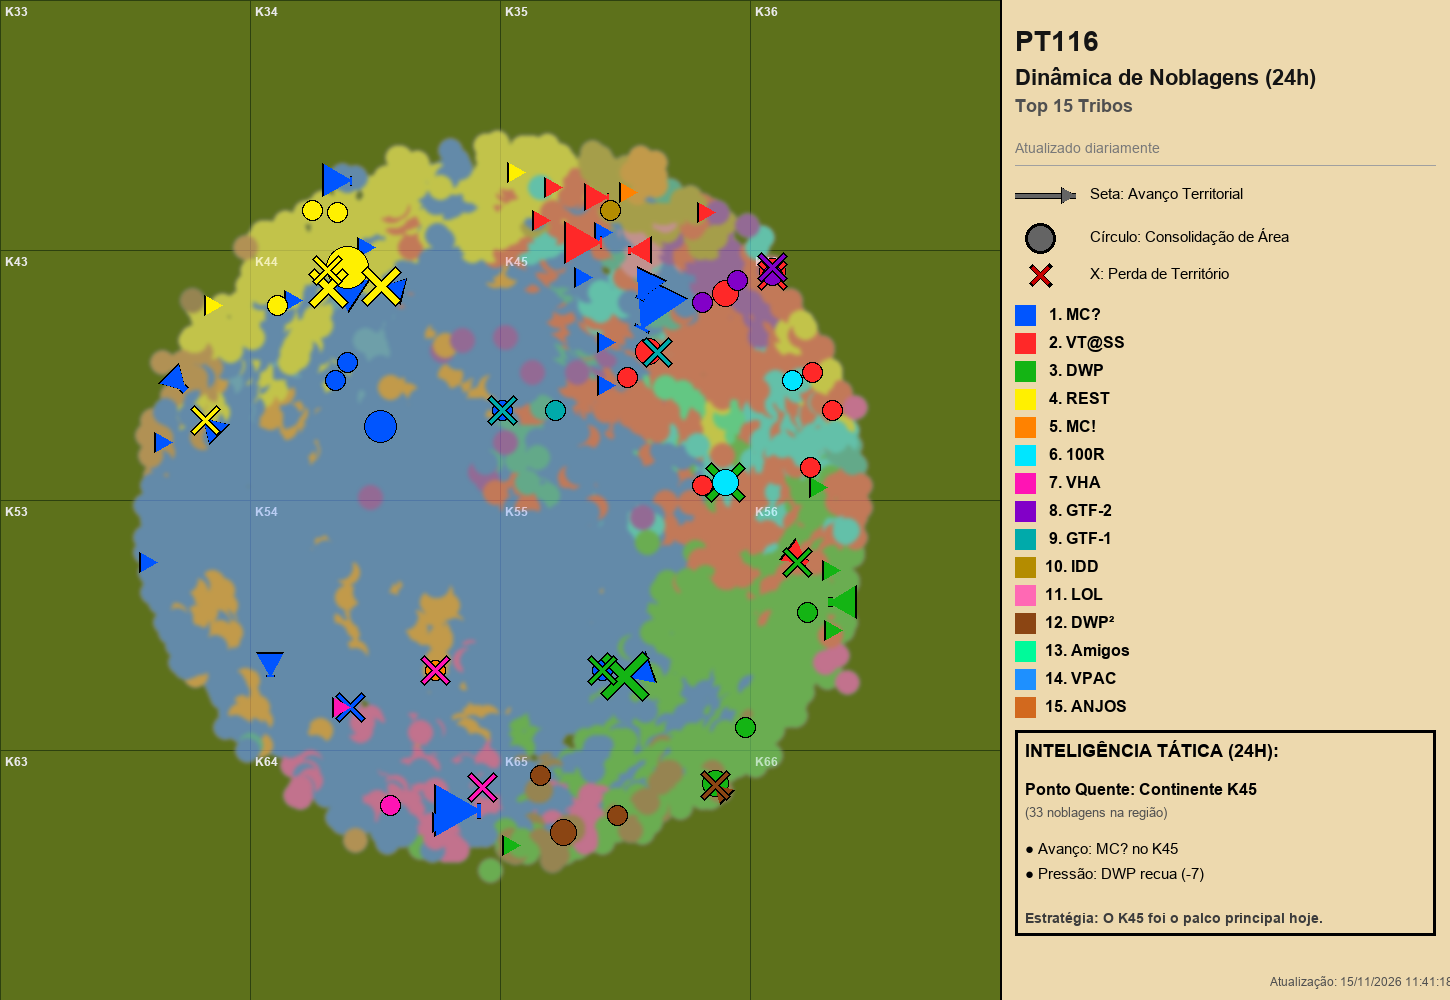 K33
K34
K35
K36
K43
K44
K45
K53
K54
K55
K56
K63
K64
K65
K66
PT116
Dinâmica de Noblagens (24h)
Top 15 Tribos
Atualizado diariamente
Seta: Avanço Territorial
Círculo: Consolidação de Área
X: Perda de Território
1. MC?
2. VT@SS
3. DWP
4. REST
5. MC!
6. 100R
7. VHA
8. GTF-2
9. GTF-1
10. IDD
11. LOL
12. DWP²
13. Amigos
14. VPAC
15. ANJOS
INTELIGÊNCIA TÁTICA (24H):
Ponto Quente: Continente K45
(33 noblagens na região)
● Avanço: MC? no K45
● Pressão: DWP recua (-7)
Estratégia: O K45 foi o palco principal hoje.
Atualização: 15/11/2026 11:41:18